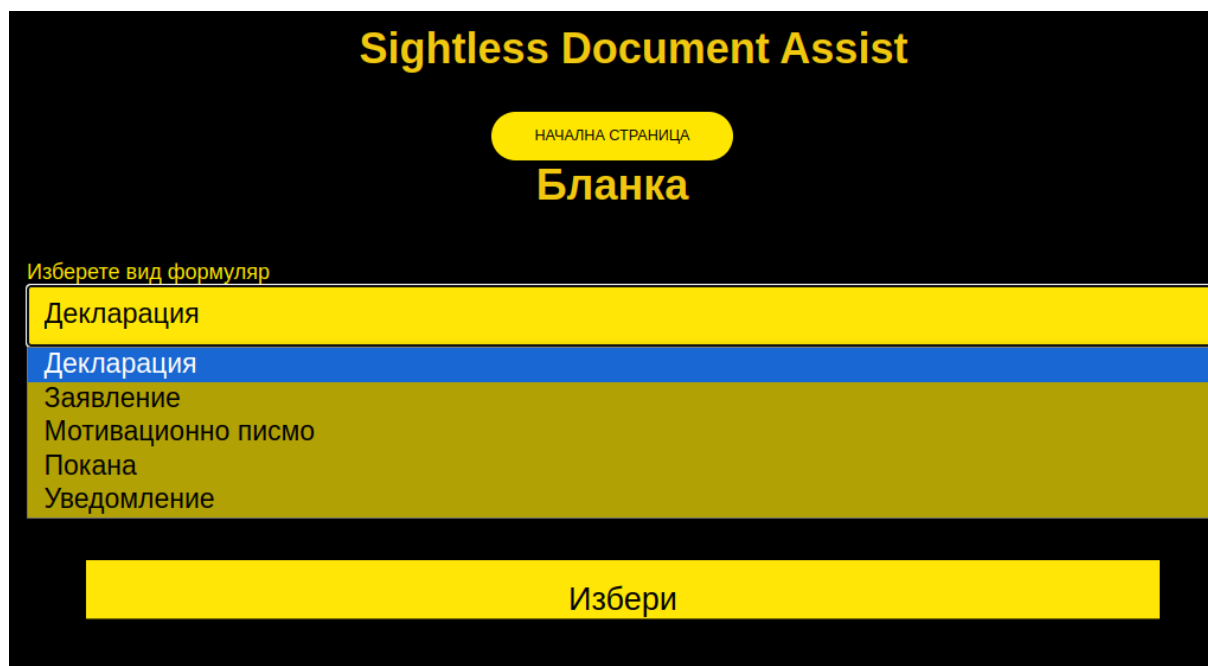 Sightless Document Assist
НАЧАЛНА СТРАНИЦА
Бланка
Изберете вид формуляр
Декларация
Декларация
Заявление
Мотивационно писмо
Покана
Уведомление
Избери